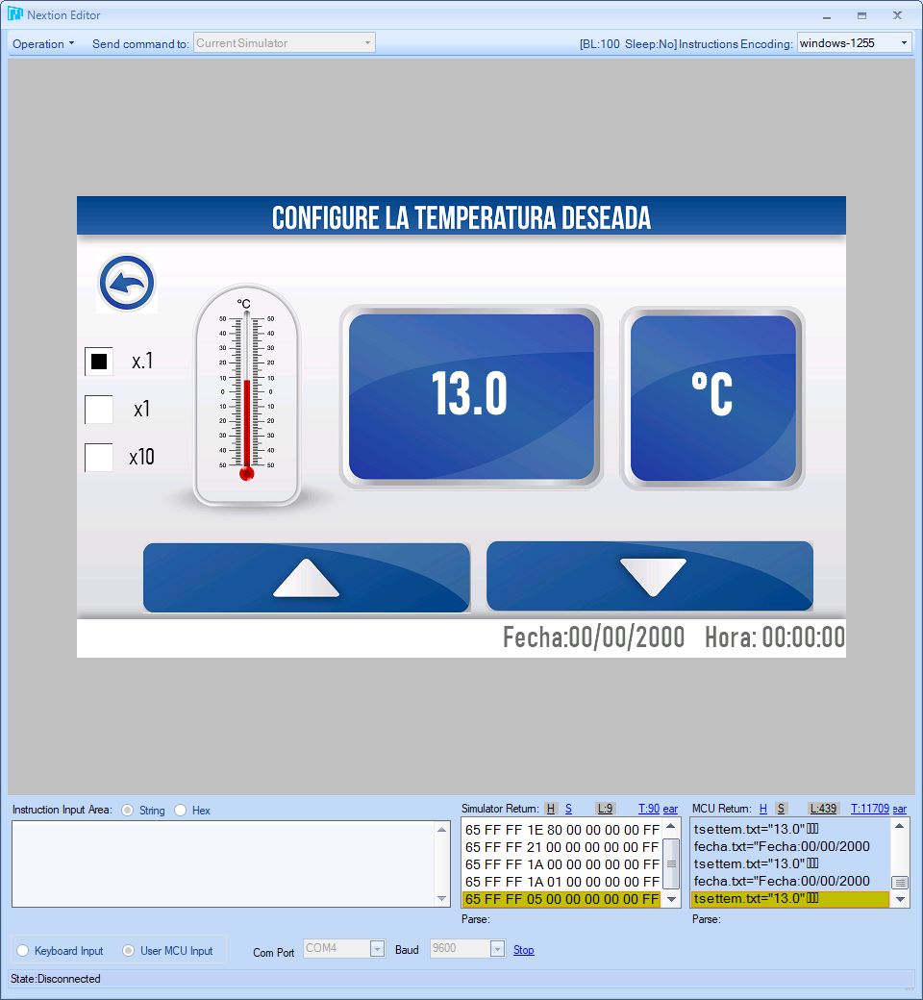 Nextion Editor
Operation Send command to: CurrentSimulator [BL:100 Sleep:No] Instructions Encoding: windows-1255
CONFIGURE LA TEMPERATURA DESEADA
°C
50 50
40 40
30 30
20 20
10 10
0 0
10 10
20 20
30 30
40 40
50 50
x.1
x1
x10
13.0
°C
Fecha:00/00/2000 Hora: 00:00:00
Instruction Input Area: String Hex
Simulator Return: H S L:9 T:90 ear
65 FF FF 1E 80 00 00 00 00 FF
65 FF FF 21 00 00 00 00 00 FF
65 FF FF 1A 00 00 00 00 00 FF
65 FF FF 1A 01 00 00 00 00 FF
65 FF FF 05 00 00 00 00 00 FF
Parse:
MCU Return: H S L:439 T:11709 ear
tsettem.txt="13.0"
fecha.txt="Fecha:00/00/2000
tsettem.txt="13.0"
fecha.txt="Fecha:00/00/2000
tsettem.txt="13.0"
Parse:
Keyboard Input User MCU Input Com Port COM4 Baud 9600 Stop
State:Disconnected